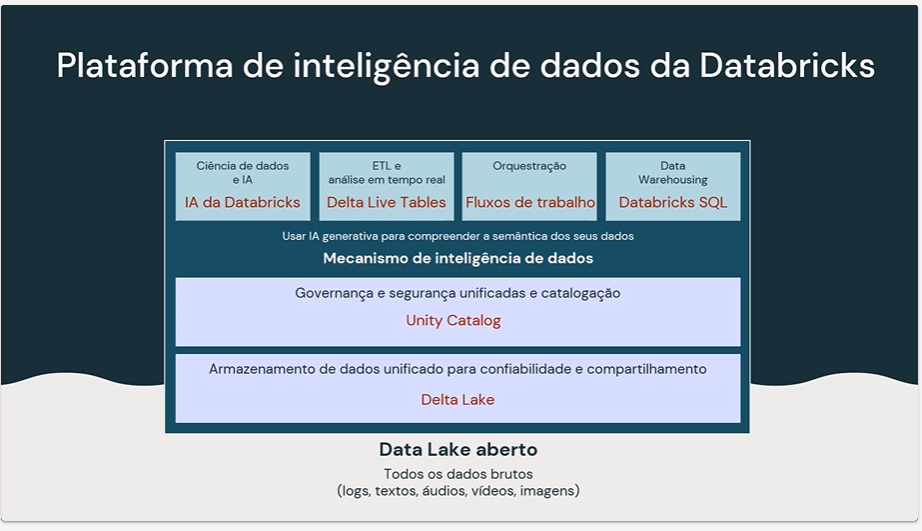 Plataforma de inteligência de dados da Databricks
Ciência de dados
e IA
IA da Databricks
ETL e
análise em tempo real
Delta Live Tables
Orquestração
Fluxos de trabalho
Data
Warehousing
Databricks SQL
Usar IA generativa para compreender a semântica dos seus dados
Mecanismo de inteligência de dados
Governança e segurança unificadas e catalogação
Unity Catalog
Armazenamento de dados unificado para confiabilidade e compartilhamento
Delta Lake
Data Lake aberto
Todos os dados brutos
(logs, textos, áudios, vídeos, imagens)